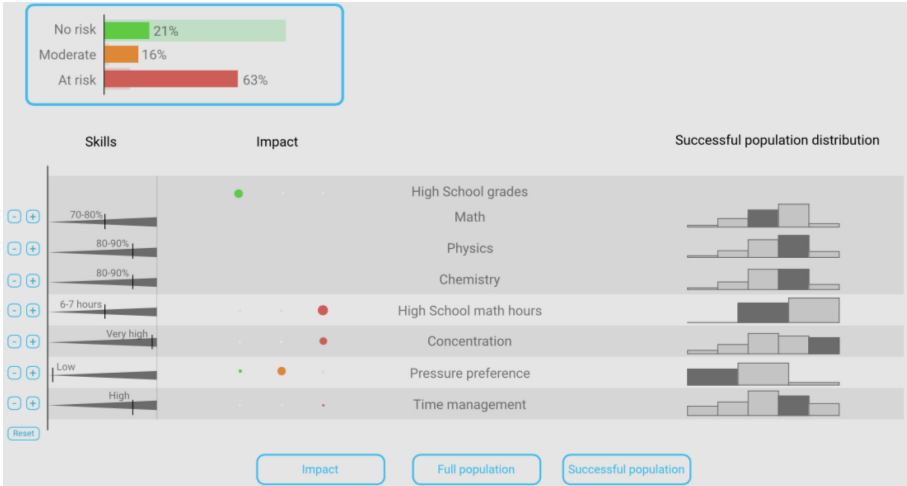 No risk 21%
Moderate 16%
At risk 63%
Skills Impact Successful population distribution
High School grades
70-80% Math
- +
80-90% Physics
- +
80-90% Chemistry
- +
6-7 hours High School math hours
- +
Very high Concentration
- +
Low Pressure preference
- +
High Time management
- +
Reset
Impact Full population Successful population